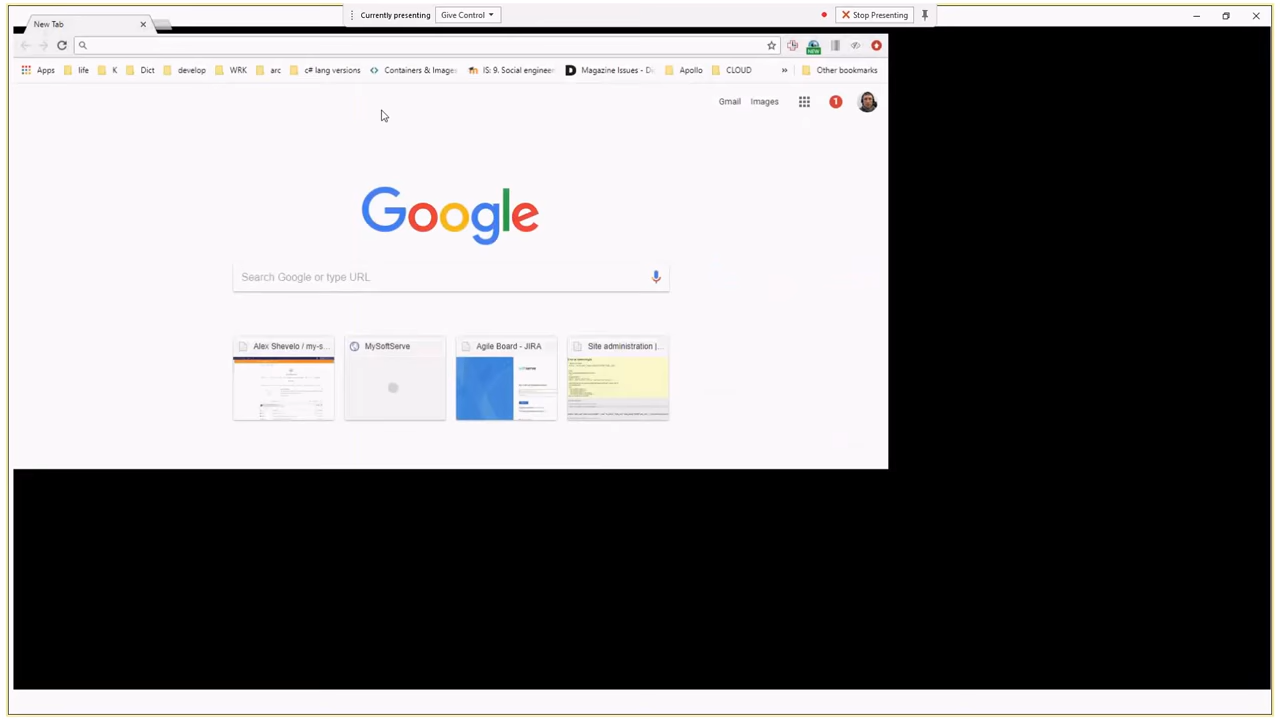 Currently presenting Give Control Stop Presenting
New Tab
Apps life K Dict develop WRK arc c# lang versions Containers & Images IS: 9. Social enginee Magazine Issues - D Apollo CLOUD » Other bookmarks
Gmail Images 1
Google
Search Google or type URL
Alex Shevelo / my-s... MySoftServe Agile Board - JIRA Site administration |...